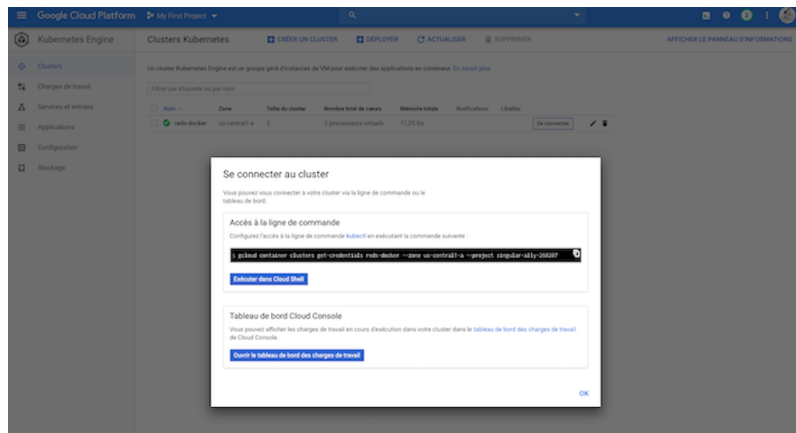 Google Cloud Platform My First Project
Kubernetes Engine Clusters Kubernetes CRÉER UN CLUSTER DÉPLOYER ACTUALISER SUPPRIMER AFFICHER LE PANNEAU D'INFORMATIONS
Clusters
Un cluster Kubernetes Engine est un groupe géré d'instances de VM pour exécuter des applications en conteneur. En savoir plus
Charges de travail
Filtrer par étiquette ou par nom
Services et entrées
Nom Zone Taille du cluster Nombre total de cœurs Mémoire totale Notifications Libellés
reds-docker us-central1-a 3 3 processeurs virtuels 11,25 Go Se connecter
Applications
Configuration
Stockage
Se connecter au cluster
Vous pouvez vous connecter à votre cluster via la ligne de commande ou le
tableau de bord.
Accès à la ligne de commande
Configurez l'accès à la ligne de commande kubectl en exécutant la commande suivante :
$ gcloud container clusters get-credentials reds-docker --zone us-central1-a --project singular-ally-260207
Exécuter dans Cloud Shell
Tableau de bord Cloud Console
Vous pouvez afficher les charges de travail en cours d'exécution dans votre cluster dans le tableau de bord des charges de travail
de Cloud Console.
Ouvrir le tableau de bord des charges de travail
OK